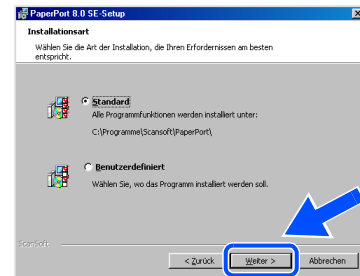 PaperPort 8.0 SE-Setup
Installationsart
Wählen Sie die Art der Installation, die Ihren Erfordernissen am besten
entspricht.
Standard
Alle Programmfunktionen werden installiert unter:
C:\Programme\Scansoft\PaperPort\
Benutzerdefiniert
Wählen Sie, wo das Programm installiert werden soll.
ScanSoft
< Zurück Weiter > Abbrechen